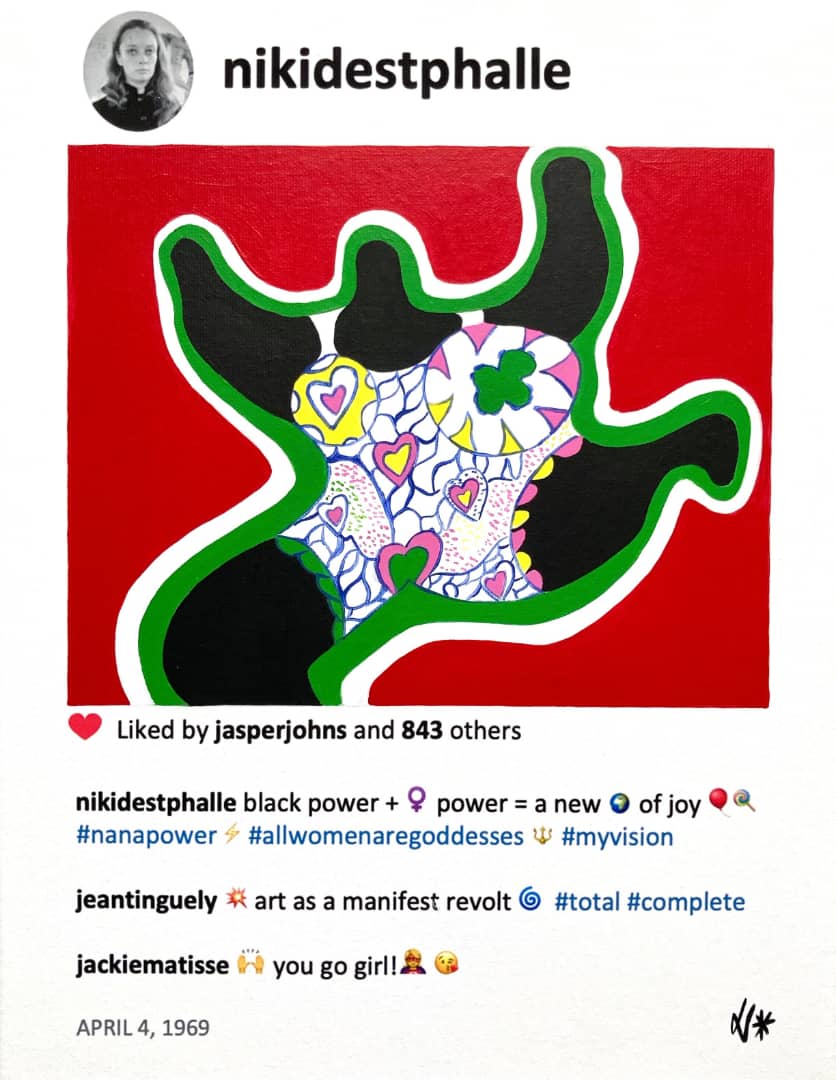 nikidestphalle
Liked by jasperjohns and 843 others
nikidestphalle black power + ♀ power = a new 🌍 of joy 🎈🍭
#nanapower ⚡ #allwomenaregoddesses 🔱 #myvision
jeantinguely 💥 art as a manifest revolt 🌀 #total #complete
jackiematisse 🙌 you go girl!🦸‍♀️ 😘
APRIL 4, 1969